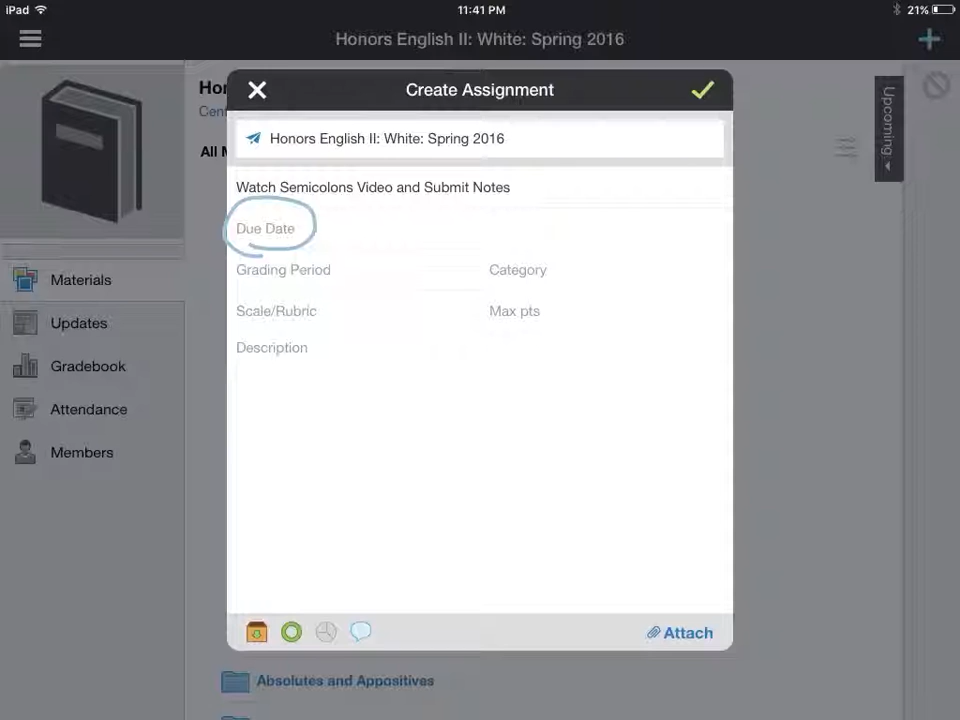 iPad 11:41 PM 21%
Honors English II: White: Spring 2016
Hon
Cent
All M
Upcoming
Create Assignment
Honors English II: White: Spring 2016
Watch Semicolons Video and Submit Notes
Due Date
Grading Period Category
Scale/Rubric Max pts
Description
Materials
Updates
Gradebook
Attendance
Members
Attach
Absolutes and Appositives